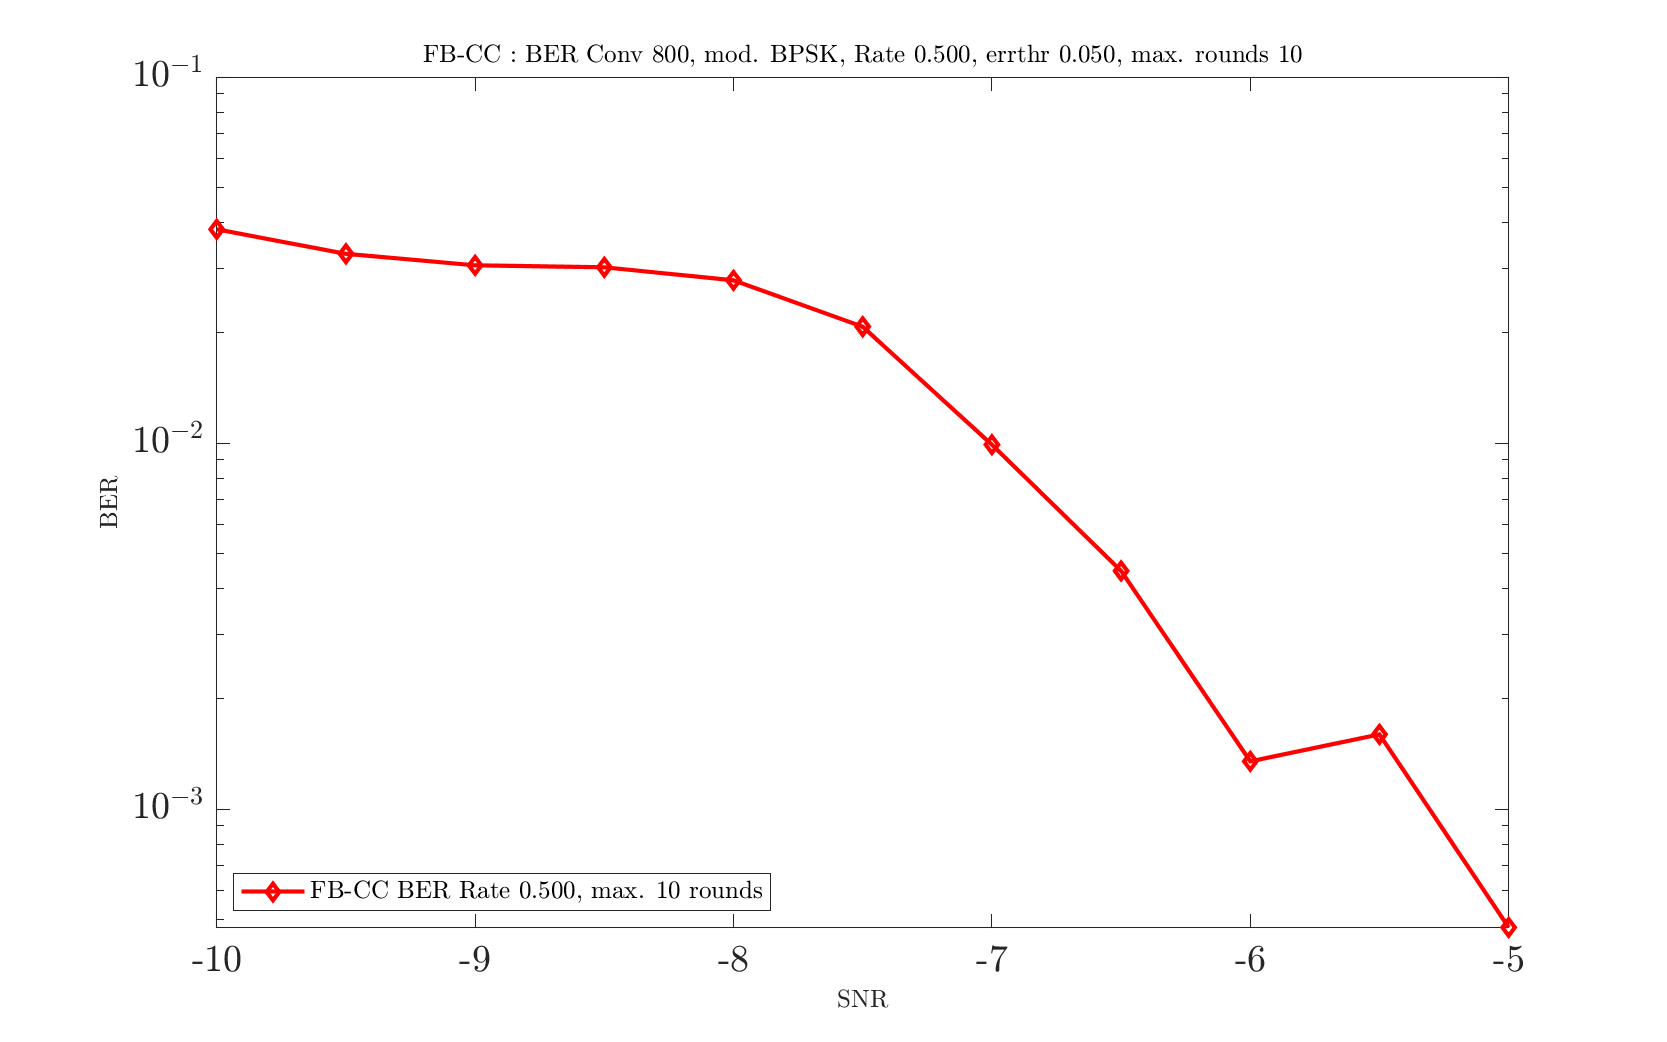 FB-CC : BER Conv 800, mod. BPSK, Rate 0.500, errthr 0.050, max. rounds 10
10⁻¹
10⁻²
10⁻³
BER
FB-CC BER Rate 0.500, max. 10 rounds
-10 -9 -8 -7 -6 -5
SNR